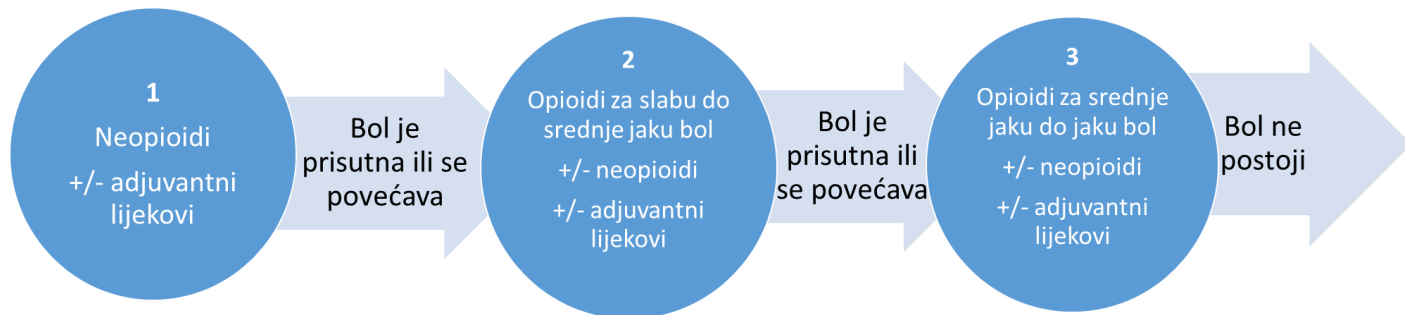 1
Neopioidi
+/- adjuvantni
lijekovi
Bol je
prisutna ili se
povećava
2
Opioidi za slabu do
srednje jaku bol
+/- neopioidi
+/- adjuvantni
lijekovi
Bol je
prisutna ili
se povećava
3
Opioidi za srednje
jaku do jaku bol
+/- neopioidi
+/- adjuvantni
lijekovi
Bol ne
postoji